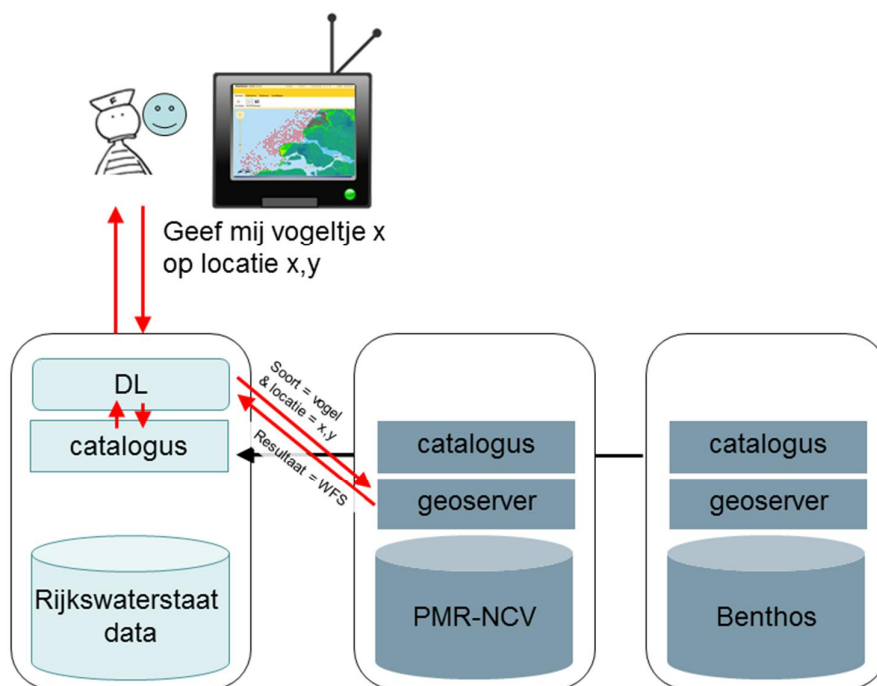 Geef mij vogeltje x
op locatie x,y
DL
catalogus
Rijkswaterstaat
data
Soort = vogel
& locatie = x,y
Resultaat = WFS
catalogus
geoserver
PMR-NCV
catalogus
geoserver
Benthos